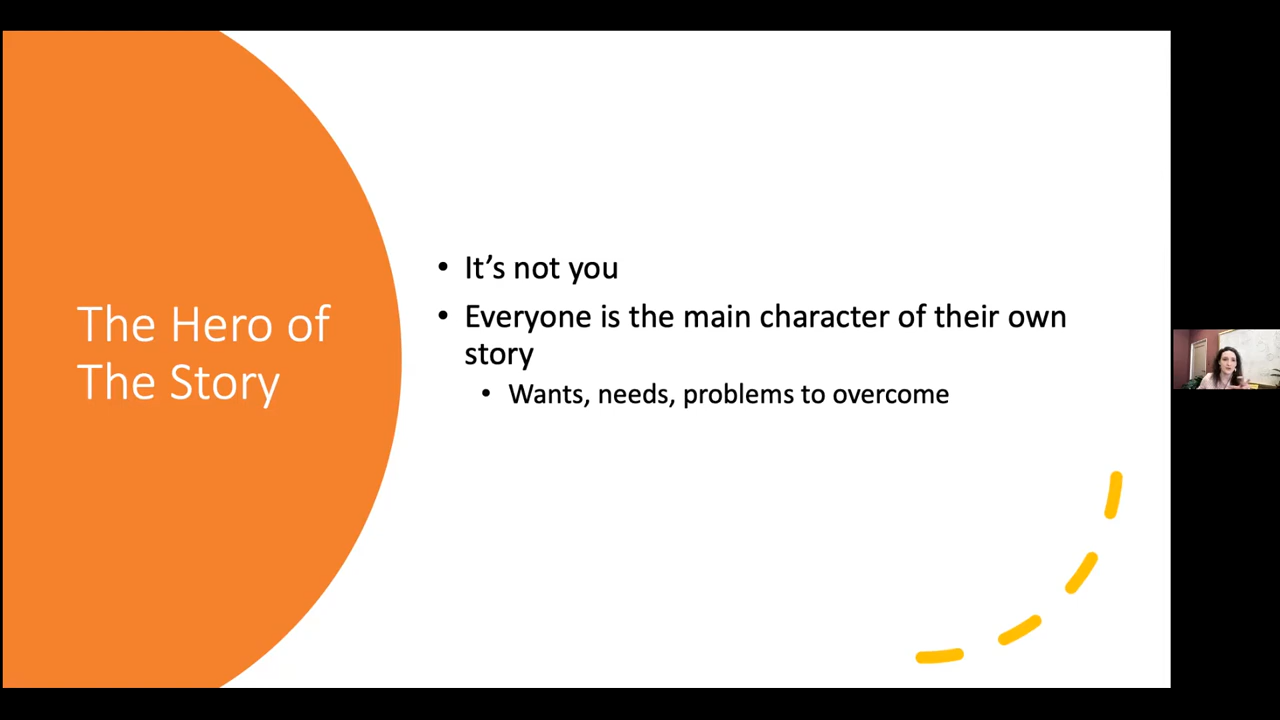 The Hero of
The Story
• It’s not you
• Everyone is the main character of their own
story
• Wants, needs, problems to overcome